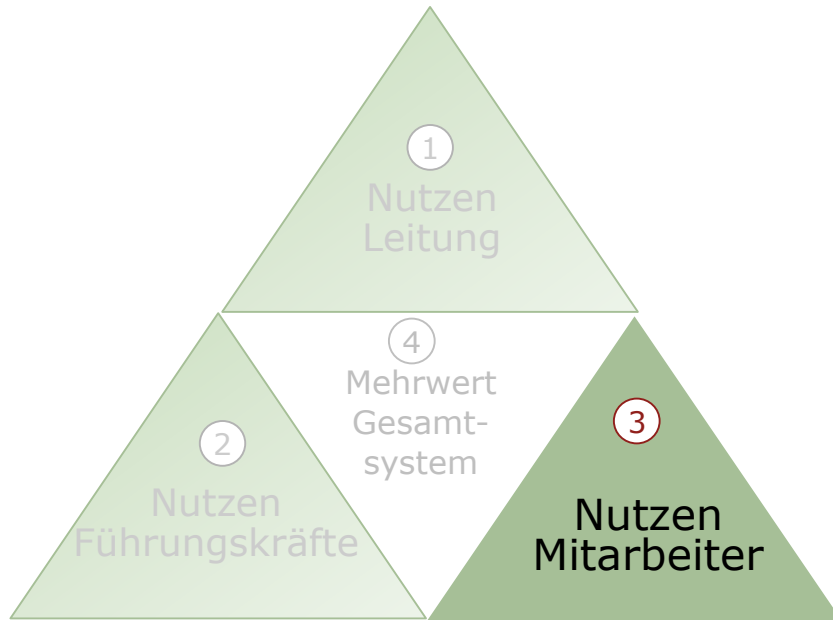 1
Nutzen
Leitung
4
Mehrwert
Gesamt-
system
2
Nutzen
Führungskräfte
3
Nutzen
Mitarbeiter